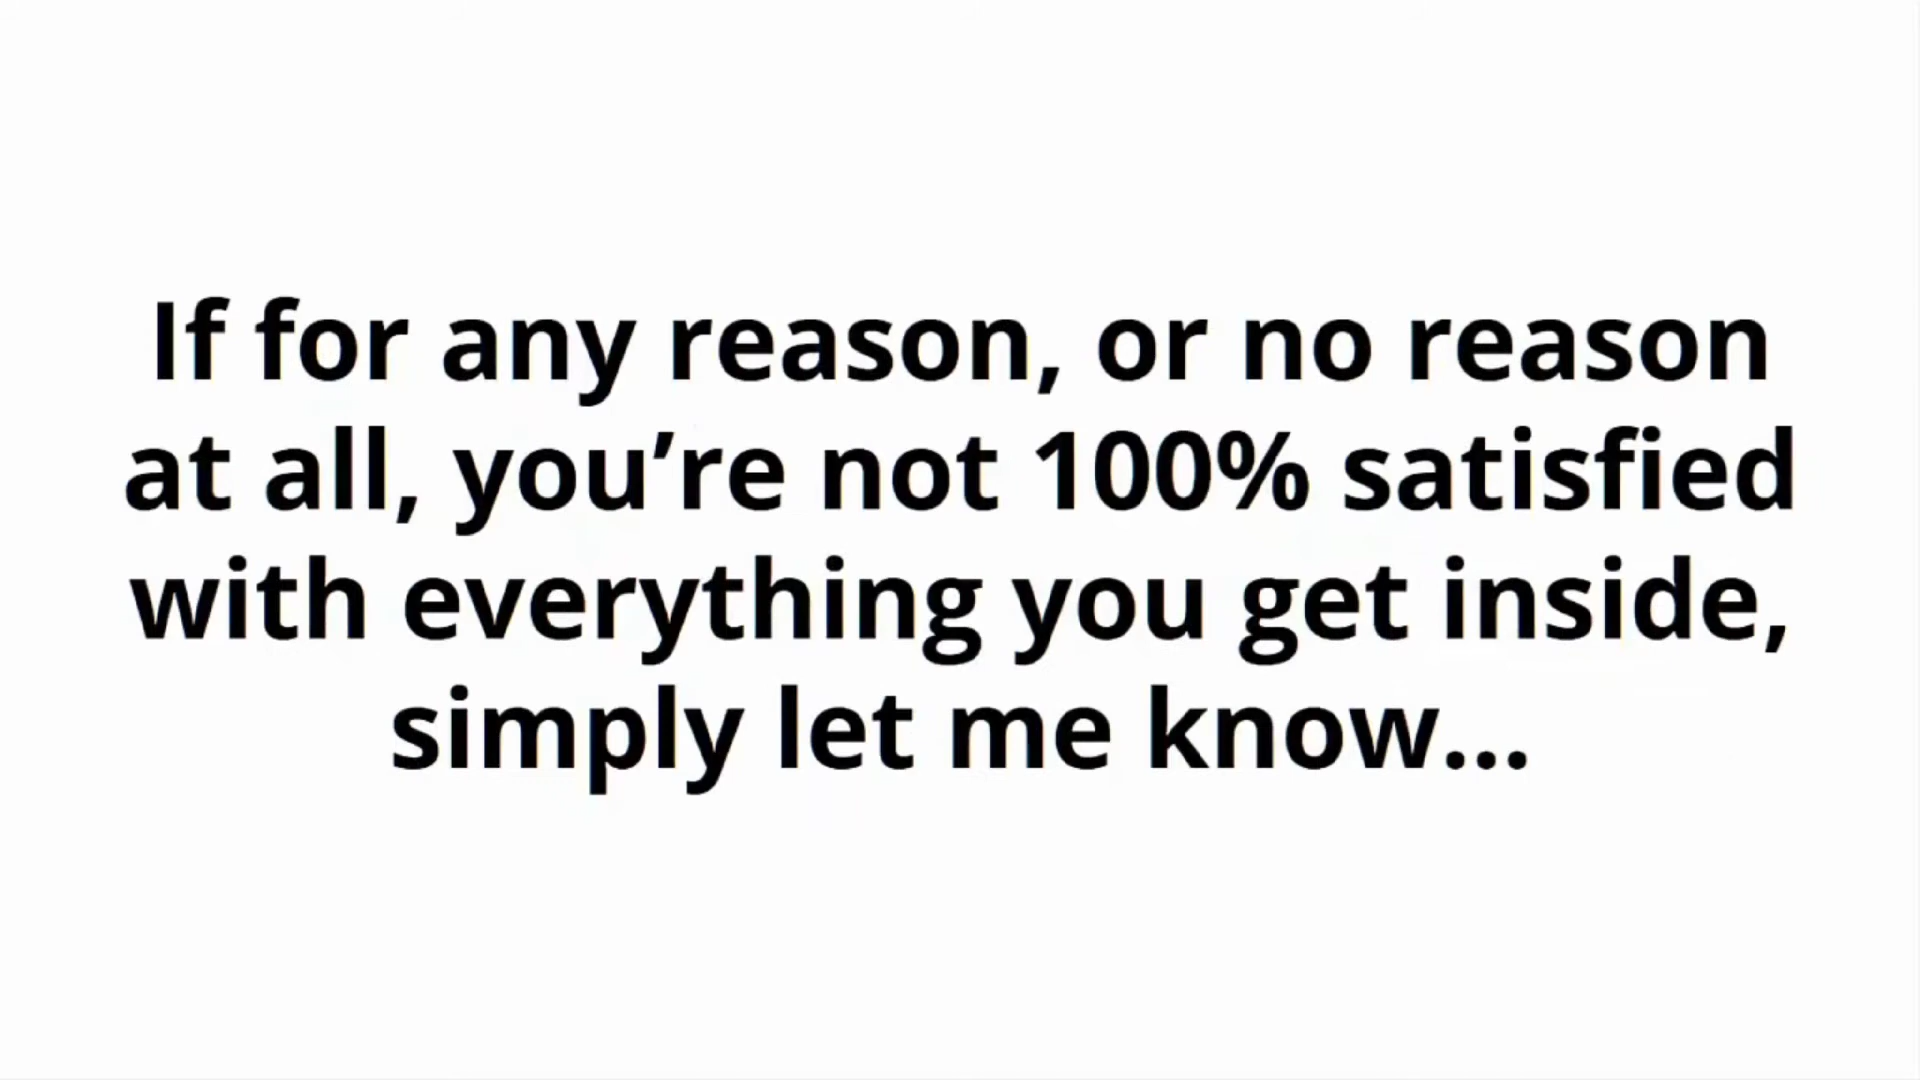 If for any reason, or no reason
at all, you’re not 100% satisfied
with everything you get inside,
simply let me know...